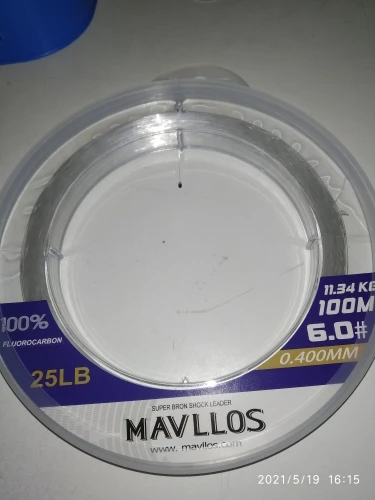 11.34 KG
100M
6.0#
0.400MM
100%
FLUOROCARBON
25LB
SUPER BRON SHOCK LEADER
MAVLLOS
www.mavllos.com
2021/5/19 16:15